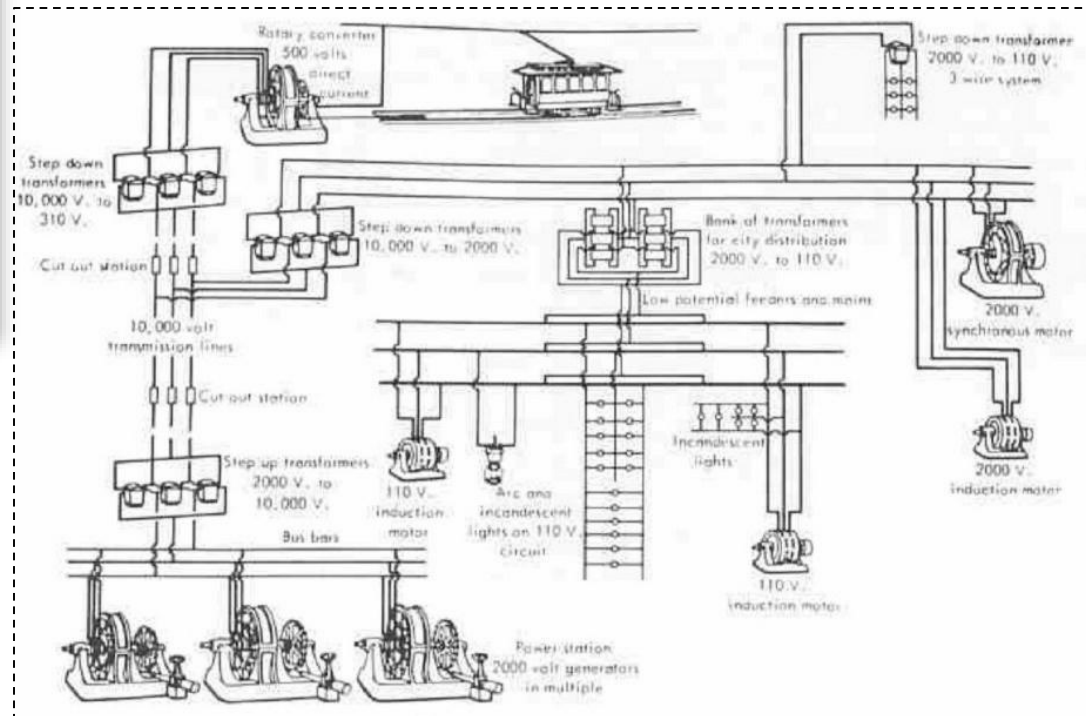 Rotary converter
500 volts
direct
current
Step down transformer
2000 V. to 110 V.
3 wire system
Step down
transformers
10,000 V. to
310 V.
Step down transformers
10,000 V. to 2000 V.
Bank of transformers
for city distribution
2000 V. to 110 V.
Cut out station
Low potential feeders and mains
2000 V.
synchronous motor
10,000 volt
transmission lines
Cut out station
Incandescent
lights
Step up transformers
2000 V. to
10,000 V.
2000 V.
induction motor
110 V.
induction
motor
Arc and
incandescent
lights on 110 V.
circuit
Bus bars
110 V.
induction motor
Power station
2000 volt generators
in multiple